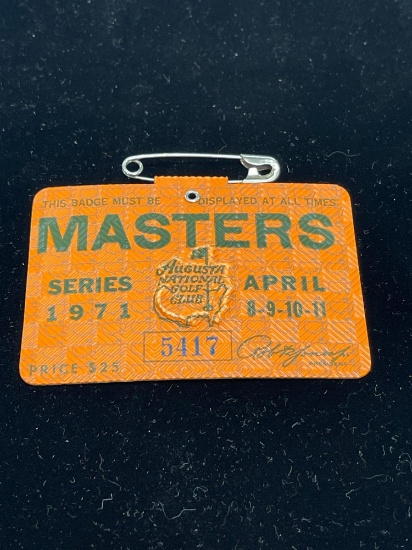 THIS BADGE MUST BE DISPLAYED AT ALL TIMES
MASTERS
SERIES
1971
AUGUSTA
NATIONAL
GOLF
CLUB
APRIL
8-9-10-11
5417
PRICE $25